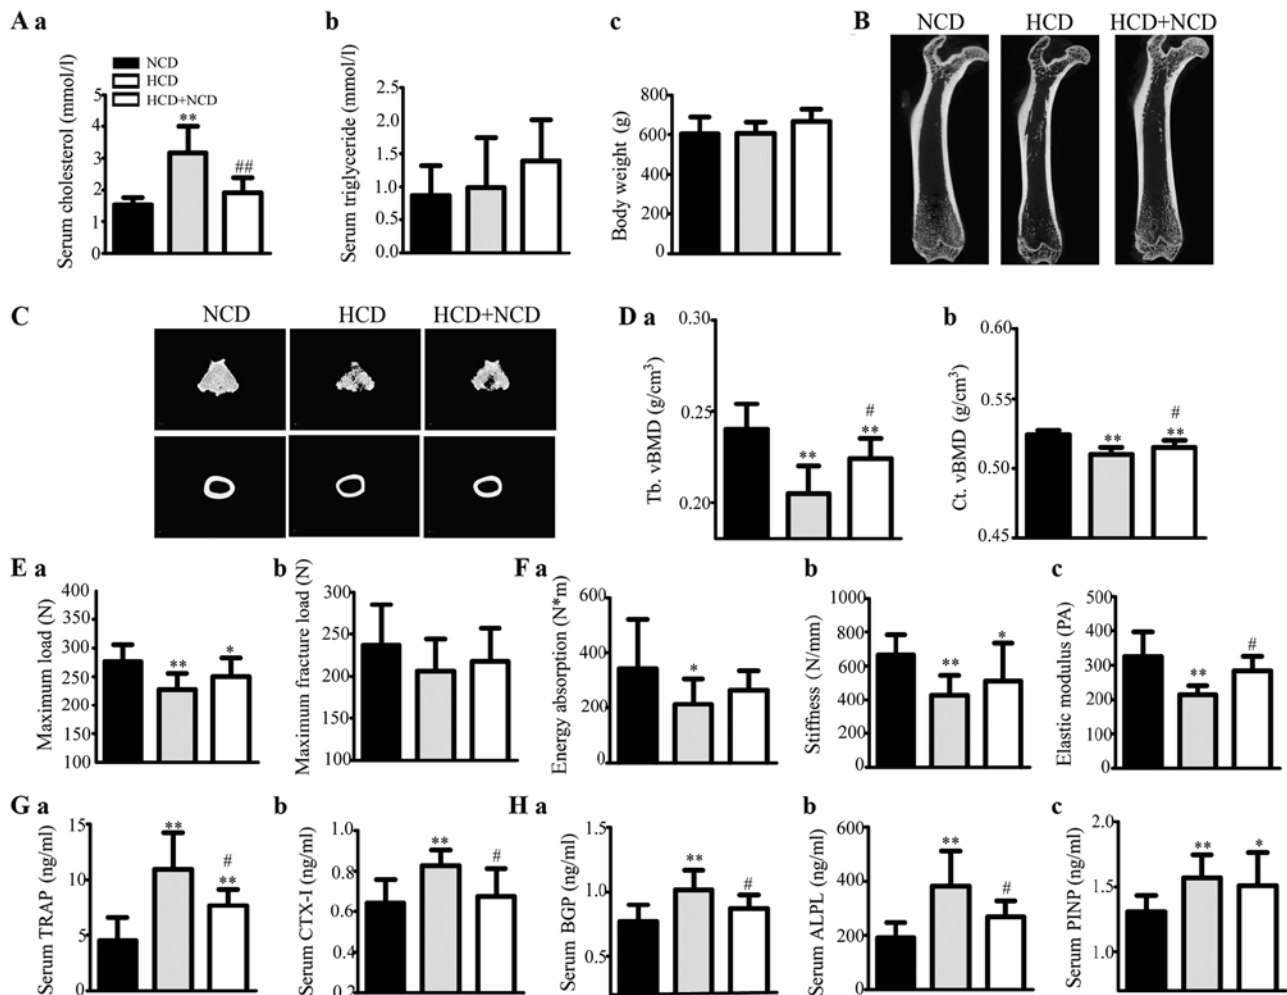 A a
Serum cholesterol (mmol/l)
NCD
HCD
HCD+NCD
5
4
3
2
1
0
**
##
b
Serum triglyceride (mmol/l)
2.5
2.0
1.5
1.0
0.5
0.0
c
Body weight (g)
800
600
400
200
0
B
NCD
HCD
HCD+NCD
C
NCD
HCD
HCD+NCD
D a
Tb. vBMD (g/cm³)
0.30
0.25
0.20
**
#
**
b
Ct. vBMD (g/cm³)
0.60
0.55
0.50
0.45
**
#
**
E a
Maximum load (N)
400
350
300
250
200
150
100
**
*
b
Maximum fracture load (N)
300
250
200
150
100
F a
Energy absorption (N*m)
600
400
200
0
*
b
Stiffness (N/mm)
1000
800
600
400
200
0
**
*
c
Elastic modulus (PA)
500
400
300
200
100
0
**
#
G a
Serum TRAP (ng/ml)
15
10
5
0
**
#
**
b
Serum CTX-I (ng/ml)
1.0
0.8
0.6
0.4
0.2
**
#
H a
Serum BGP (ng/ml)
1.5
1.0
0.5
**
#
b
Serum ALPL (ng/ml)
600
400
200
0
**
#
c
Serum PINP (ng/ml)
2.0
1.5
1.0
**
*